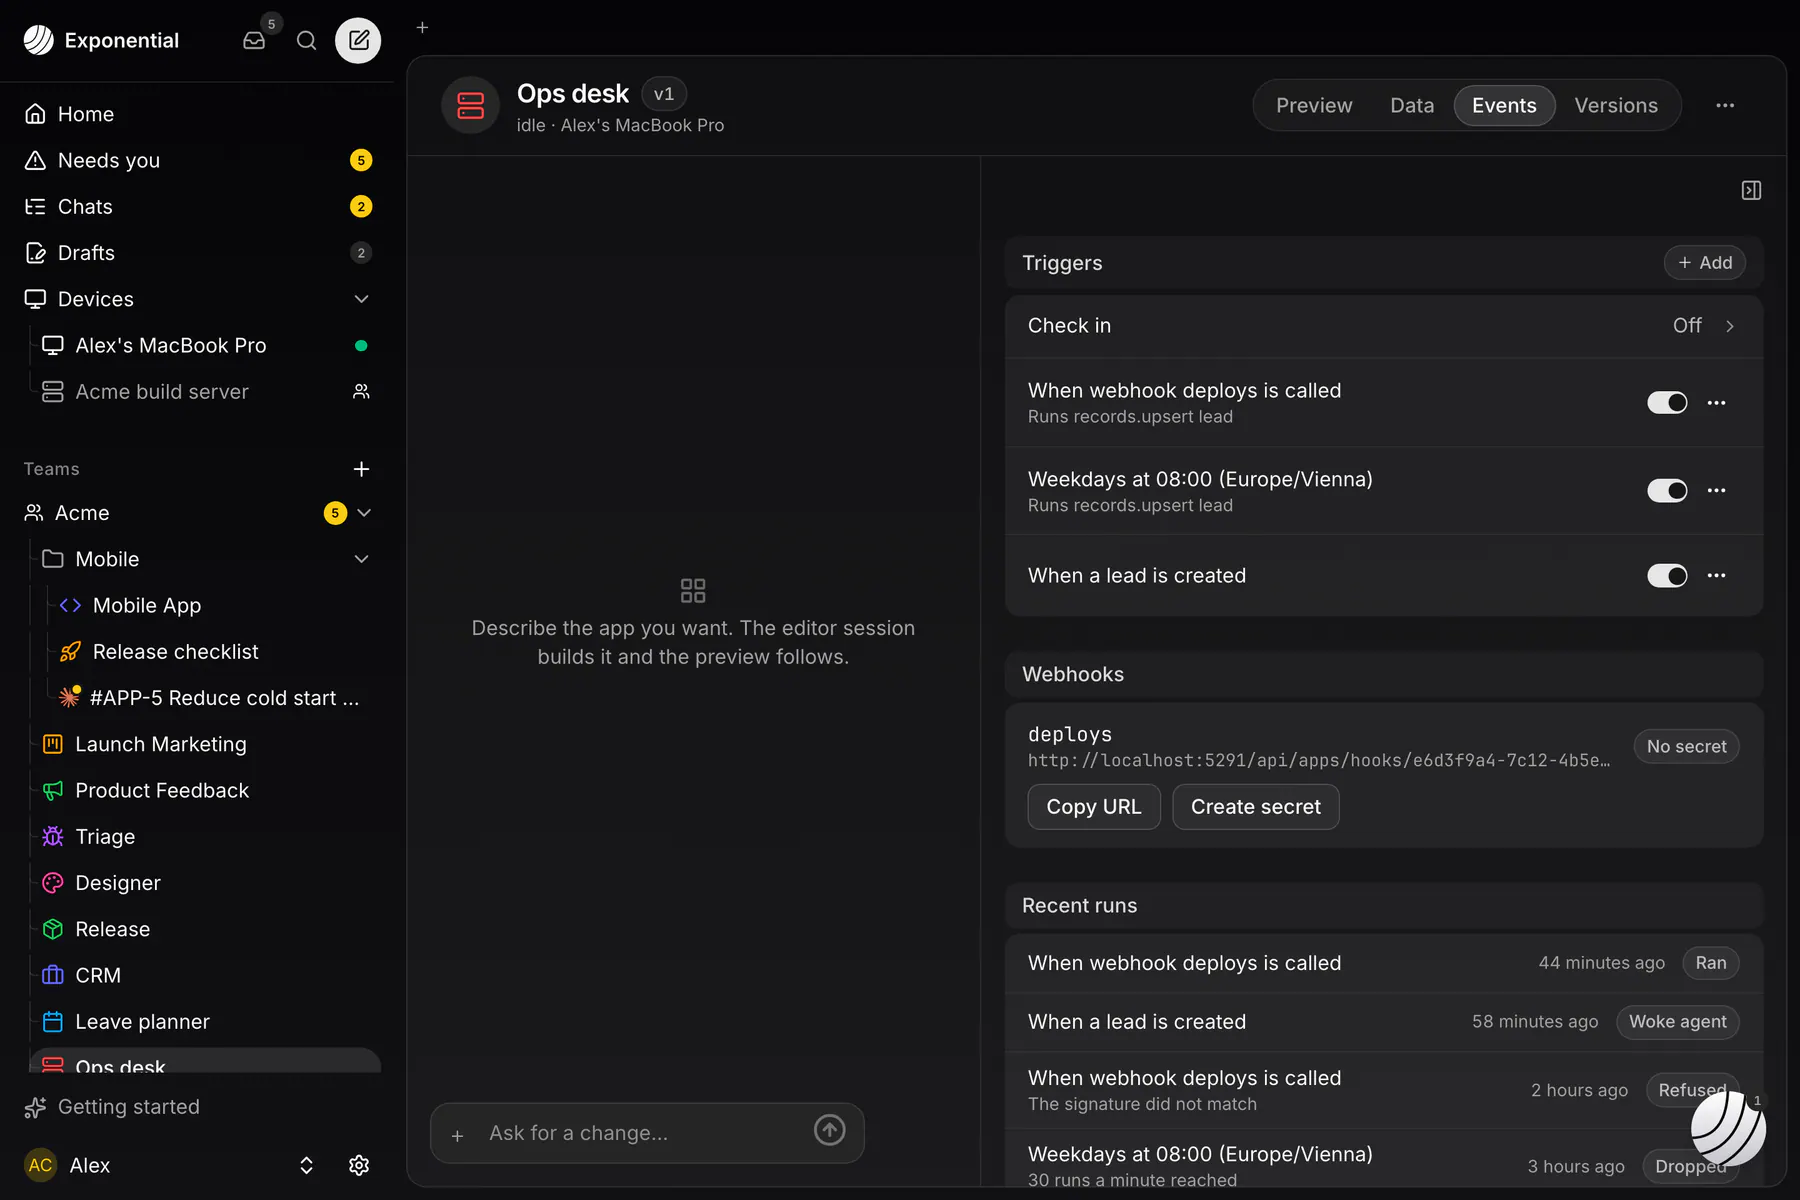 Exponential
5
Home
Needs you
5
Chats
2
Drafts
2
Devices
Alex's MacBook Pro
Acme build server
Teams
Acme
5
Mobile
Mobile App
Release checklist
#APP-5 Reduce cold start ...
Launch Marketing
Product Feedback
Triage
Designer
Release
CRM
Leave planner
Ops desk
Getting started
AC
Alex
Ops desk
v1
idle · Alex's MacBook Pro
Preview
Data
Events
Versions
Describe the app you want. The editor session
builds it and the preview follows.
Ask for a change...
Triggers
Add
Check in
Off
When webhook deploys is called
Runs records.upsert lead
Weekdays at 08:00 (Europe/Vienna)
Runs records.upsert lead
When a lead is created
Webhooks
deploys
http://localhost:5291/api/apps/hooks/e6d3f9a4-7c12-4b5e…
No secret
Copy URL
Create secret
Recent runs
When webhook deploys is called
44 minutes ago
Ran
When a lead is created
58 minutes ago
Woke agent
When webhook deploys is called
The signature did not match
2 hours ago
Refused
1
Weekdays at 08:00 (Europe/Vienna)
30 runs a minute reached
3 hours ago
Dropped